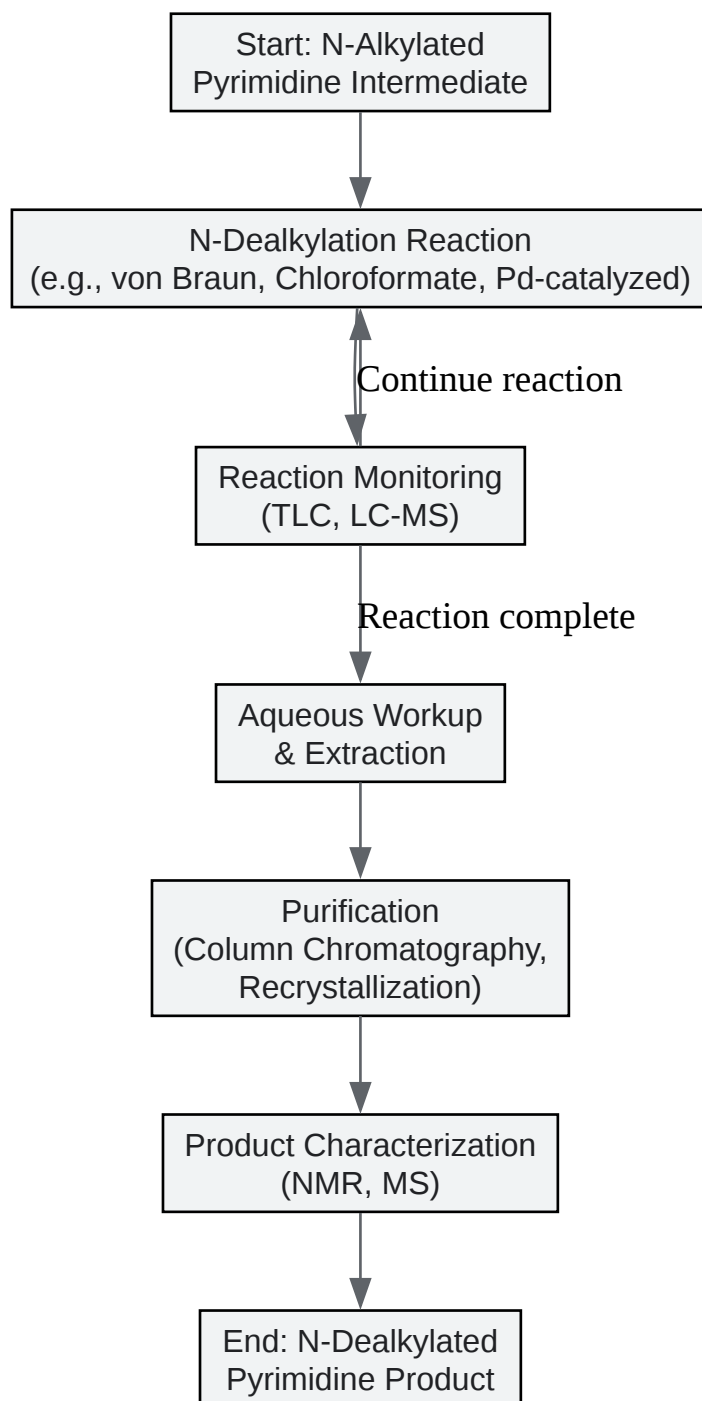 Start: N-Alkylated
Pyrimidine Intermediate
N-Dealkylation Reaction
(e.g., von Braun, Chloroformate, Pd-catalyzed)
Continue reaction
Reaction Monitoring
(TLC, LC-MS)
Reaction complete
Aqueous Workup
& Extraction
Purification
(Column Chromatography,
Recrystallization)
Product Characterization
(NMR, MS)
End: N-Dealkylated
Pyrimidine Product